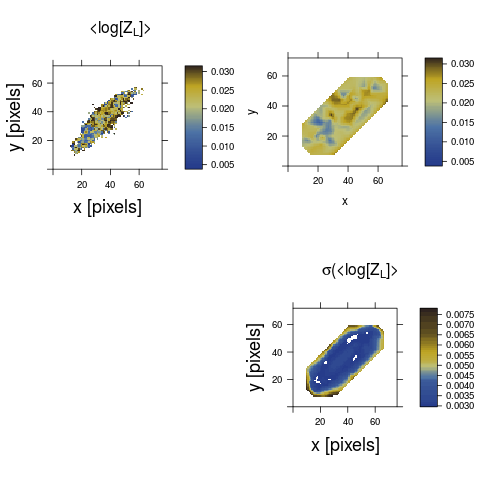 <log[Z_L]>
y [pixels]
60
40
20
20 40 60
x [pixels]
0.030
0.025
0.020
0.015
0.010
0.005
y
60
40
20
20 40 60
x
0.030
0.025
0.020
0.015
0.010
0.005
σ(<log[Z_L]>
y [pixels]
60
40
20
20 40 60
x [pixels]
0.0075
0.0070
0.0065
0.0060
0.0055
0.0050
0.0045
0.0040
0.0035
0.0030